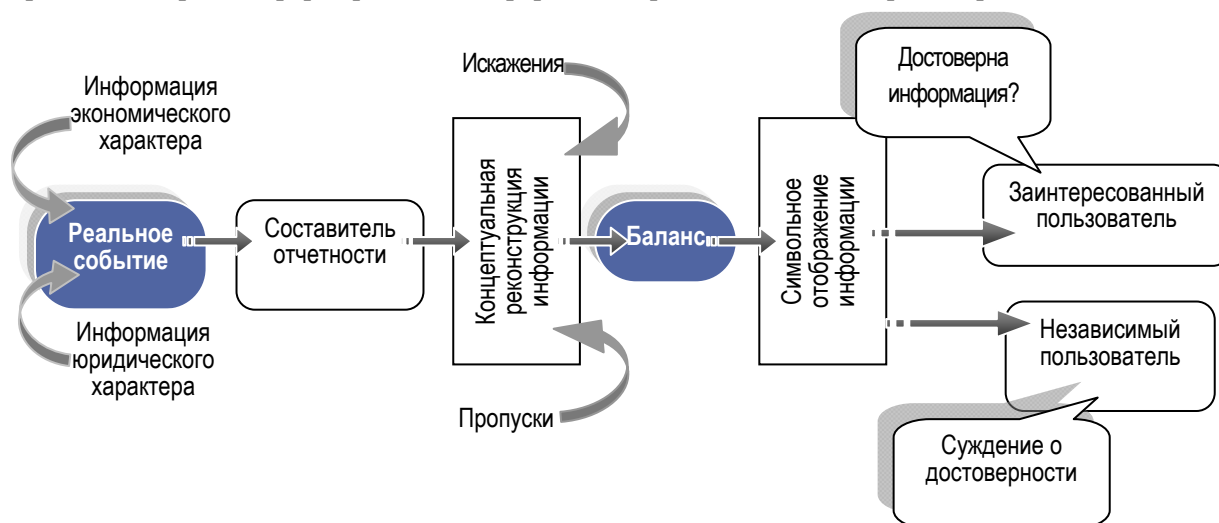 Информация
экономического
характера
Реальное
событие
Информация
юридического
характера
Составитель
отчетности
Искажения
Концептуальная
реконструкция
информации
Пропуски
Баланс
Символьное
отображение
информации
Достоверна
информация?
Заинтересованный
пользователь
Независимый
пользователь
Суждение о
достоверности